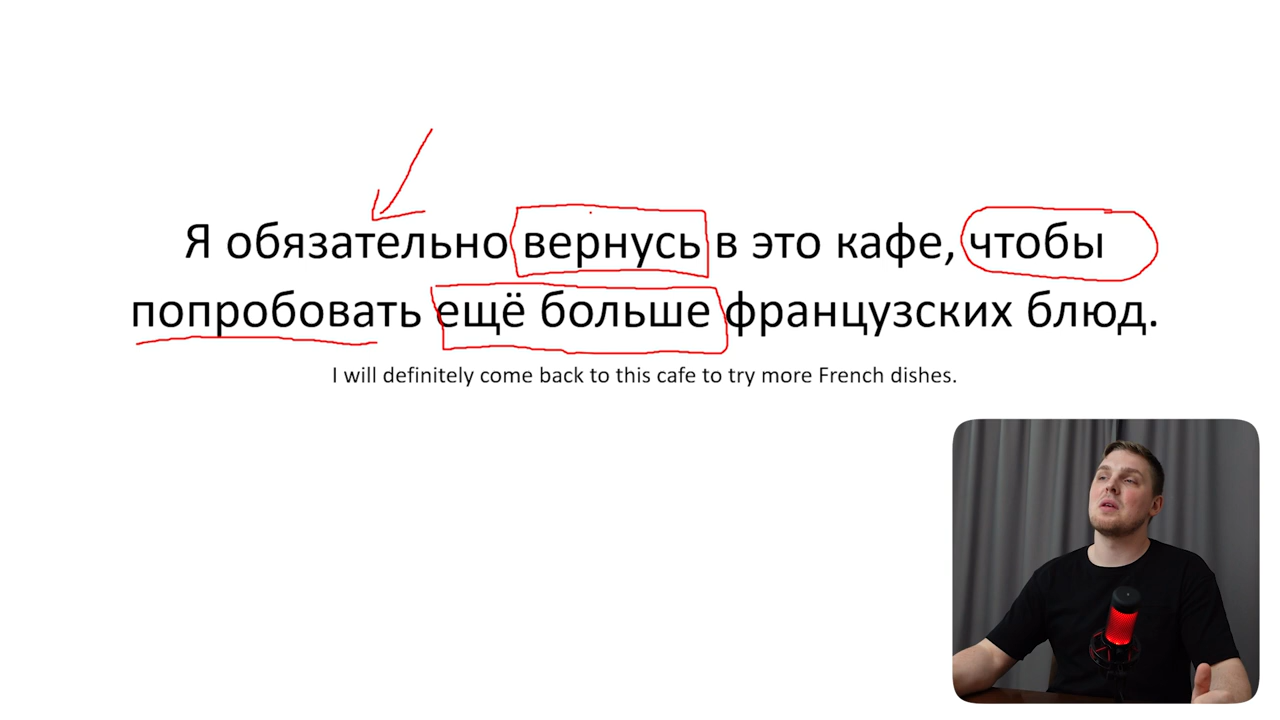 Я обязательно вернусь в это кафе, чтобы
попробовать ещё больше французских блюд.
I will definitely come back to this cafe to try more French dishes.